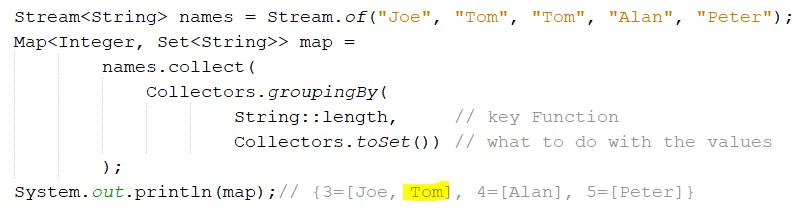 Stream<String> names = Stream.of("Joe", "Tom", "Tom", "Alan", "Peter");
Map<Integer, Set<String>> map =
names.collect(
Collectors.groupingBy(
String::length, // key Function
Collectors.toSet()) // what to do with the values
);
System.out.println(map);// {3=[Joe, Tom], 4=[Alan], 5=[Peter]}